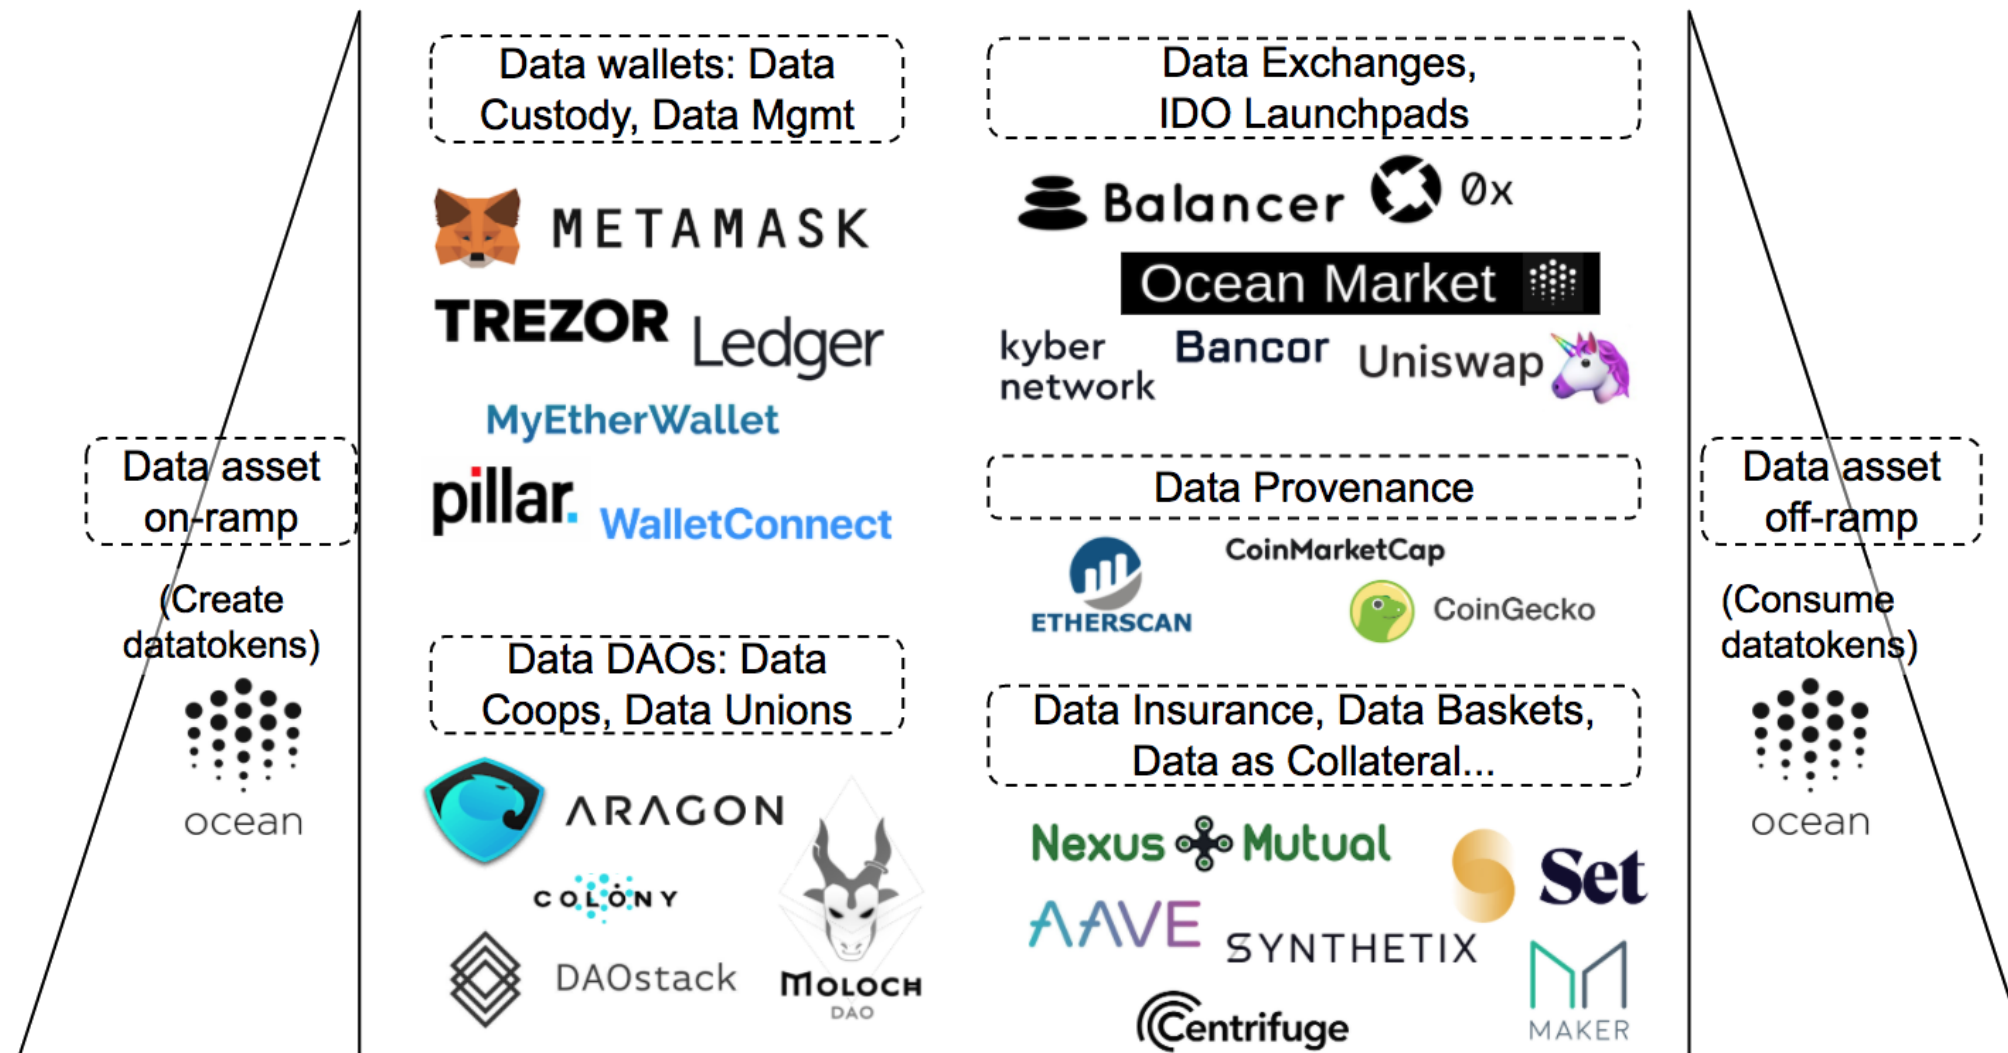 Data asset
on-ramp
(Create
datatokens)
ocean
Data wallets: Data
Custody, Data Mgmt
METAMASK
TREZOR
Ledger
MyEtherWallet
pillar.
WalletConnect
Data DAOs: Data
Coops, Data Unions
ARAGON
COLONY
DAOstack
MOLOCH
DAO
Data Exchanges,
IDO Launchpads
Balancer
0x
Ocean Market
kyber
network
Bancor
Uniswap
Data Provenance
ETHERSCAN
CoinMarketCap
CoinGecko
Data Insurance, Data Baskets,
Data as Collateral...
Nexus Mutual
Set
AAVE
SYNTHETIX
Centrifuge
MAKER
Data asset
off-ramp
(Consume
datatokens)
ocean